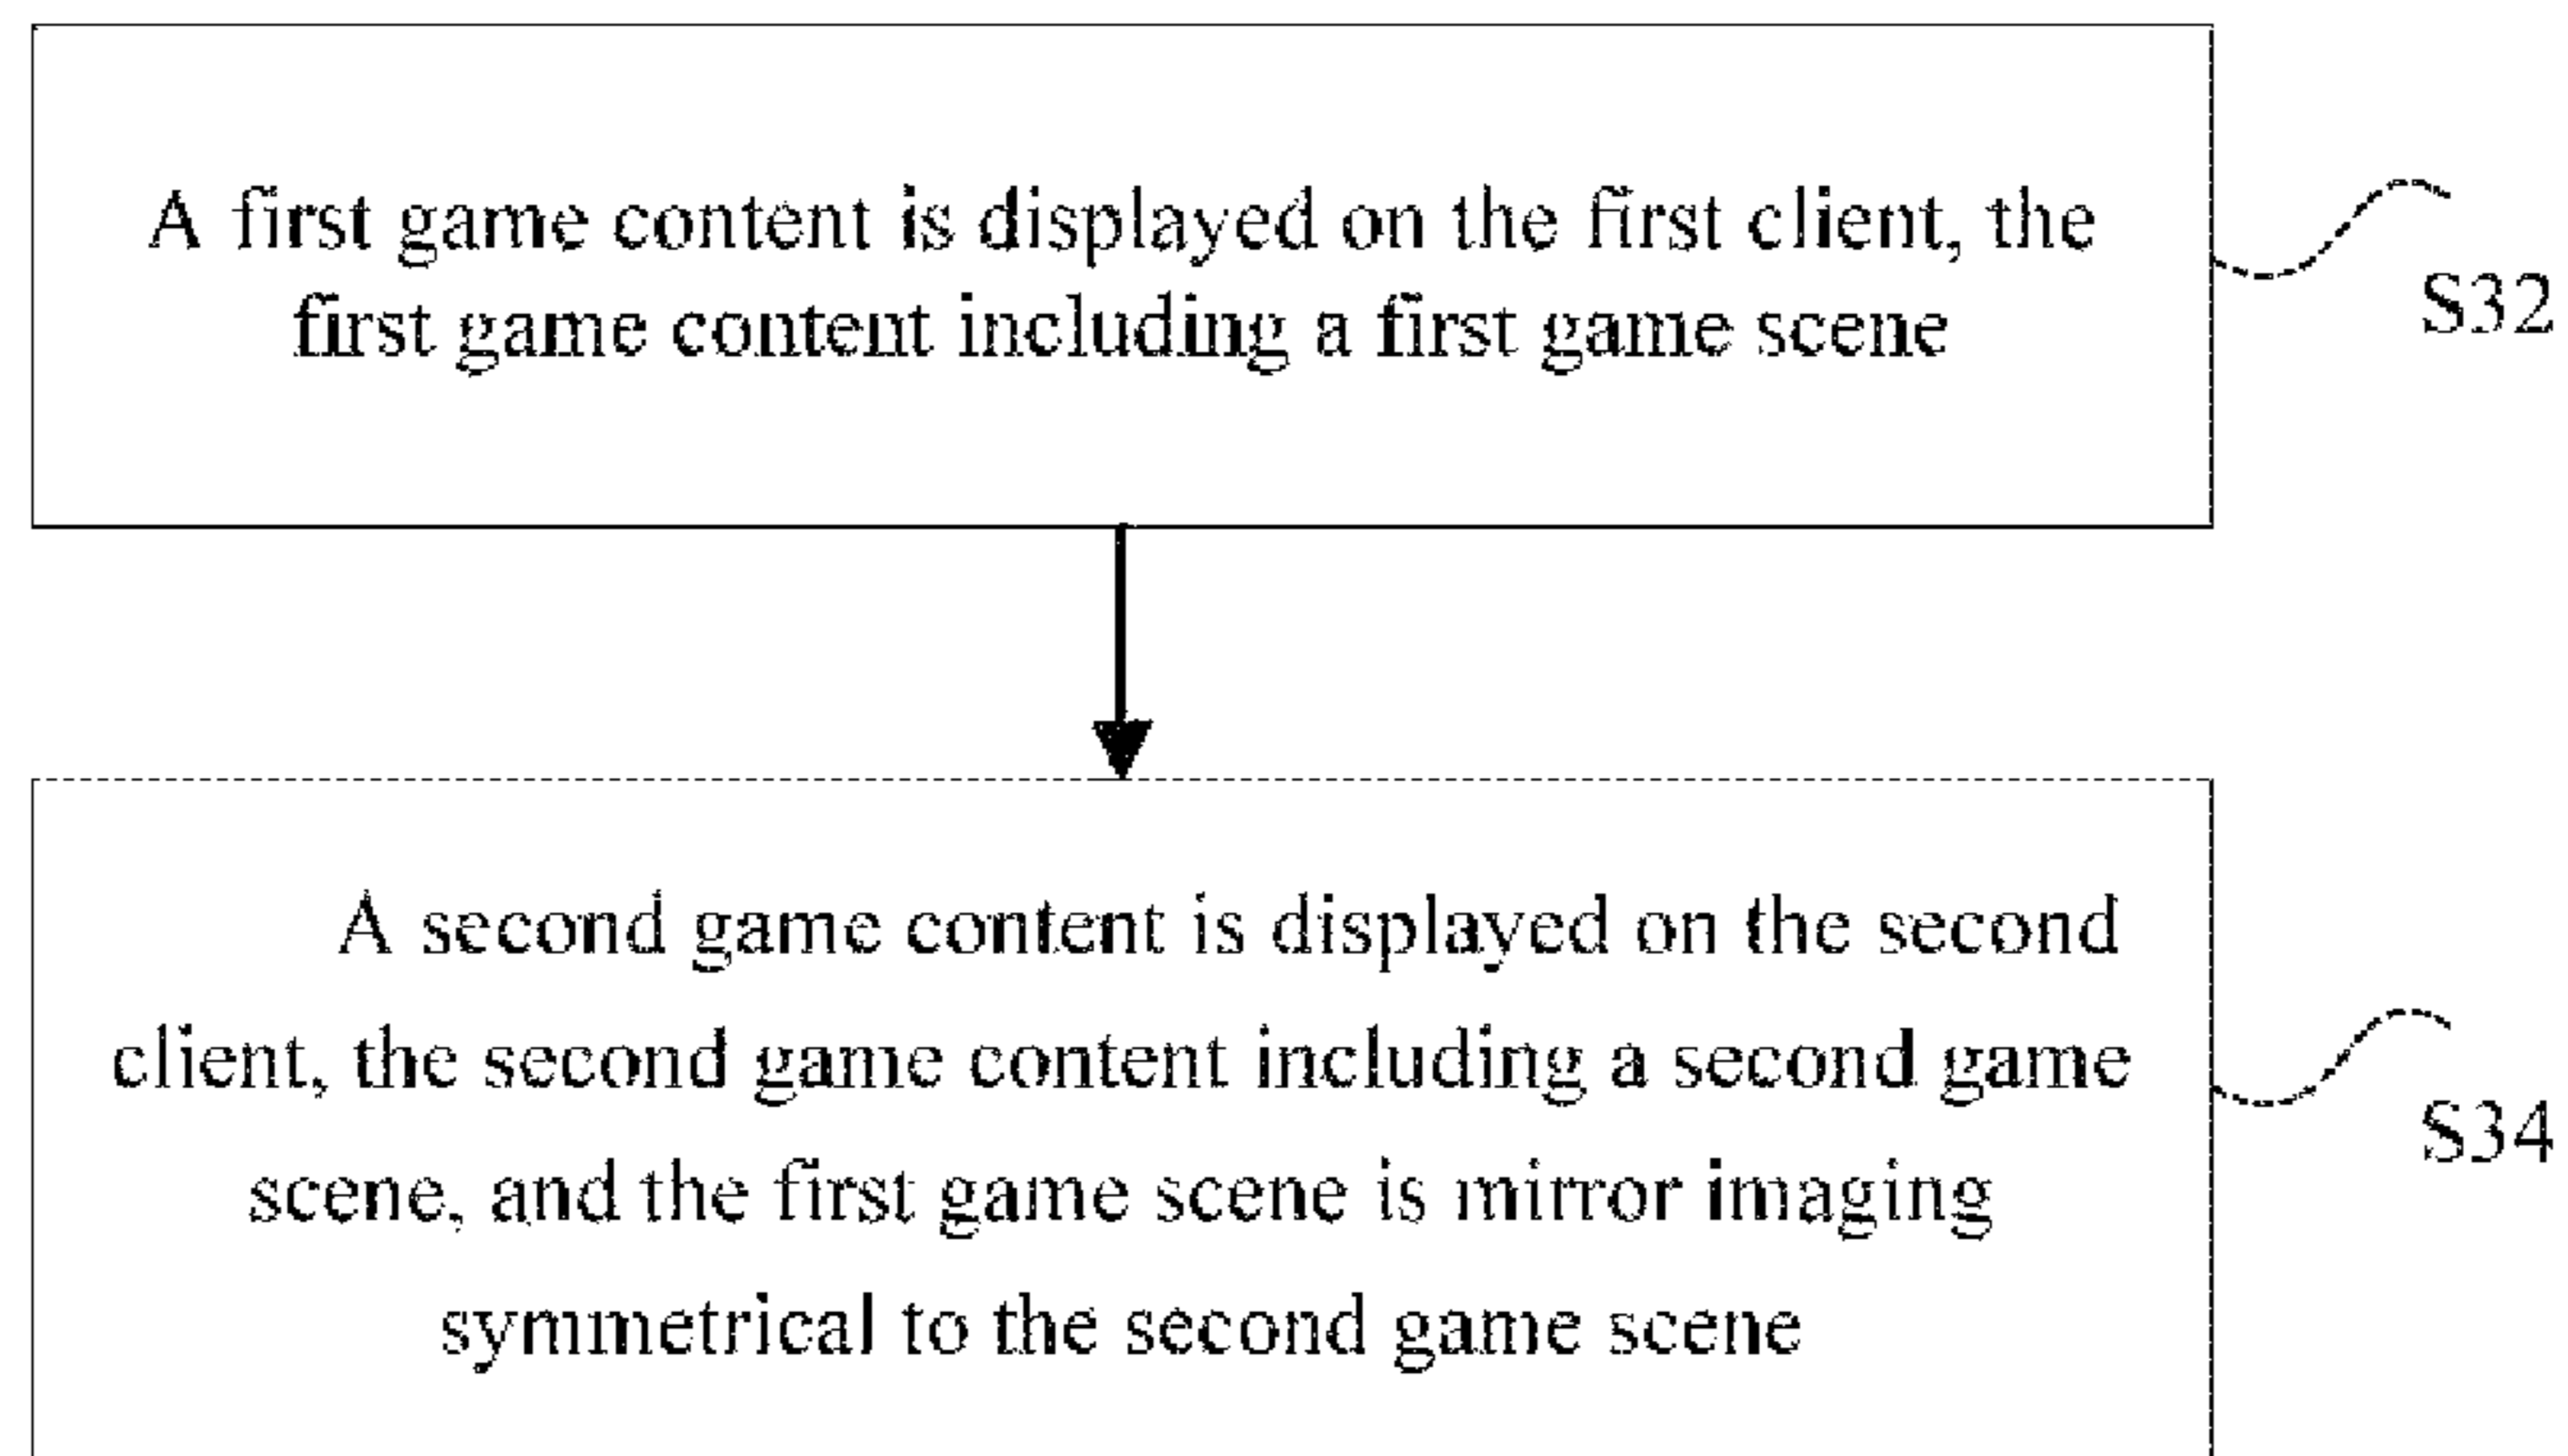 A first game content is displayed on the first client, the
first game content including a first game scene
S32
A second game content is displayed on the second
client, the second game content including a second game
scene, and the first game scene is mirror imaging
symmetrical to the second game scene
S34